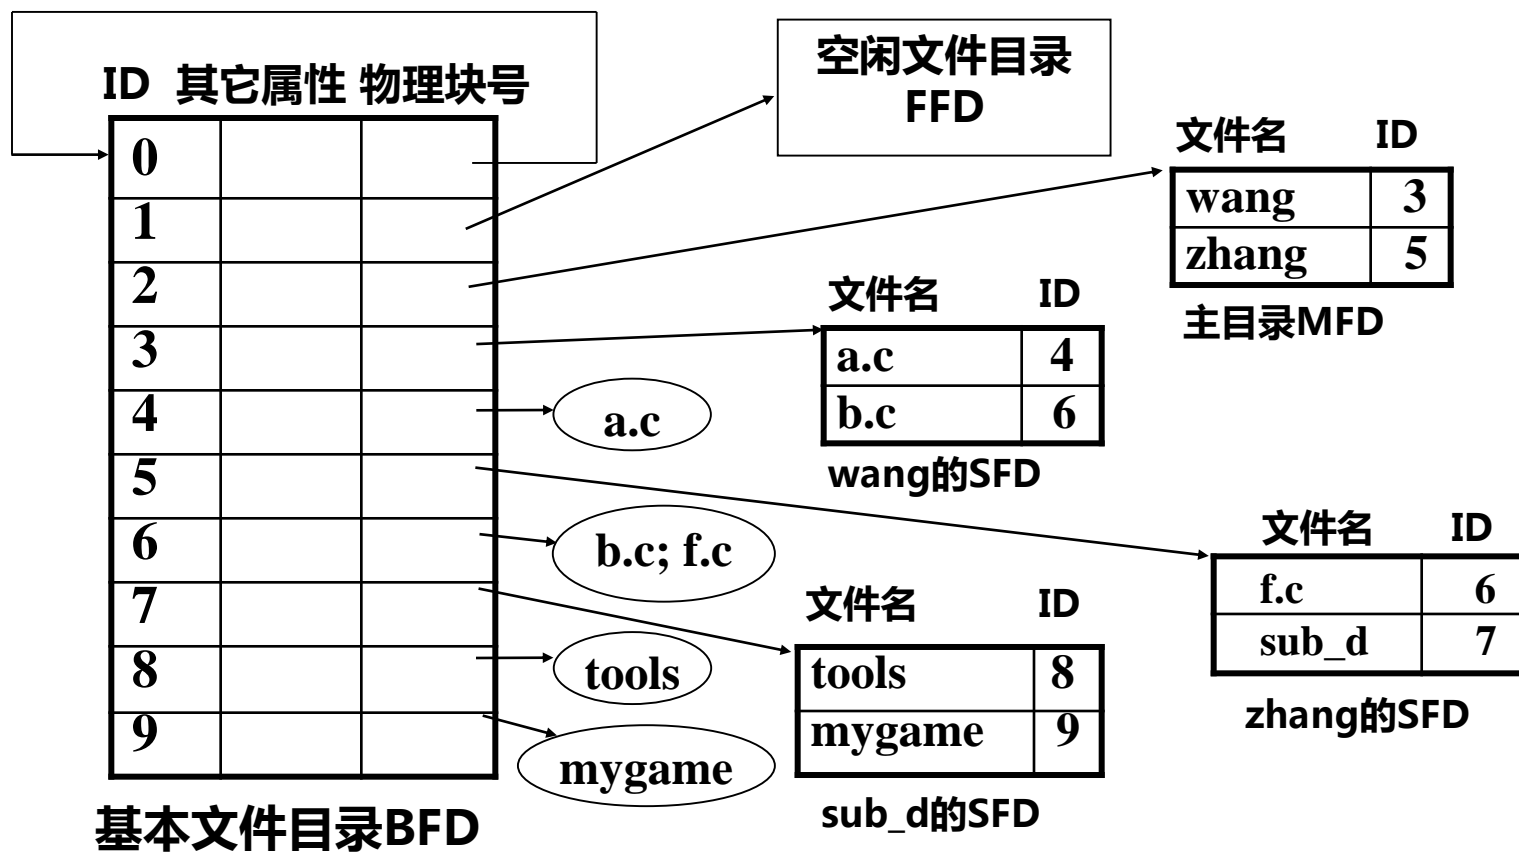 ID 其它属性 物理块号
0
1
2
3
4
5
6
7
8
9
基本文件目录BFD
空闲文件目录
FFD
文件名 ID
wang 3
zhang 5
主目录MFD
文件名 ID
a.c 4
b.c 6
wang的SFD
a.c
b.c; f.c
tools
mygame
文件名 ID
f.c 6
sub_d 7
zhang的SFD
文件名 ID
tools 8
mygame 9
sub_d的SFD